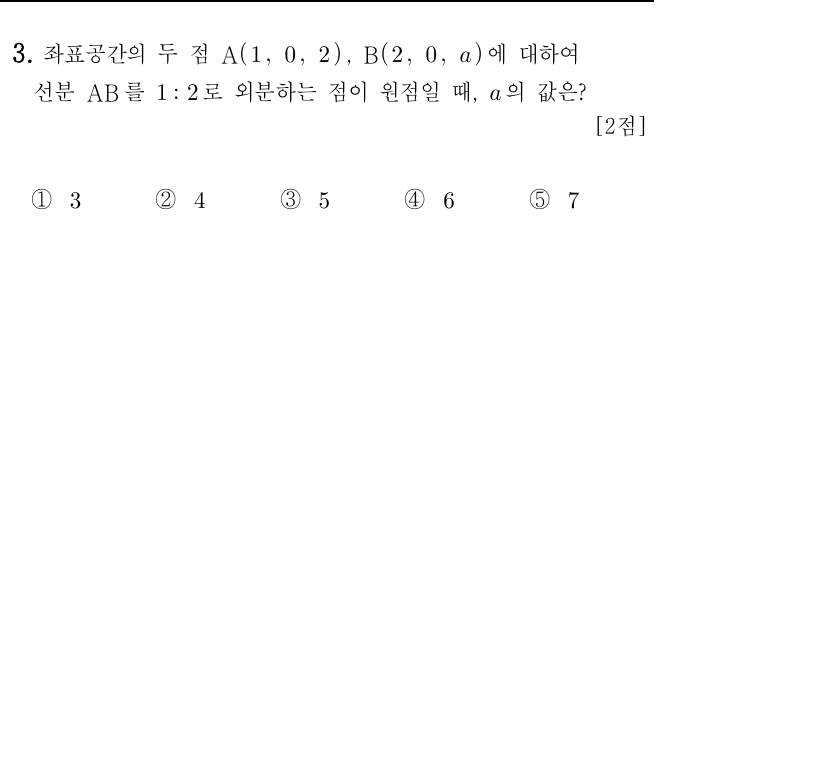 3. 좌표공간의 두 점 A(1, 0, 2), B(2, 0, a)에 대하여
선분 AB를 1:2로 외분하는 점이 원점일 때, a의 값은?
[2점]
① 3 ② 4 ③ 5 ④ 6 ⑤ 7